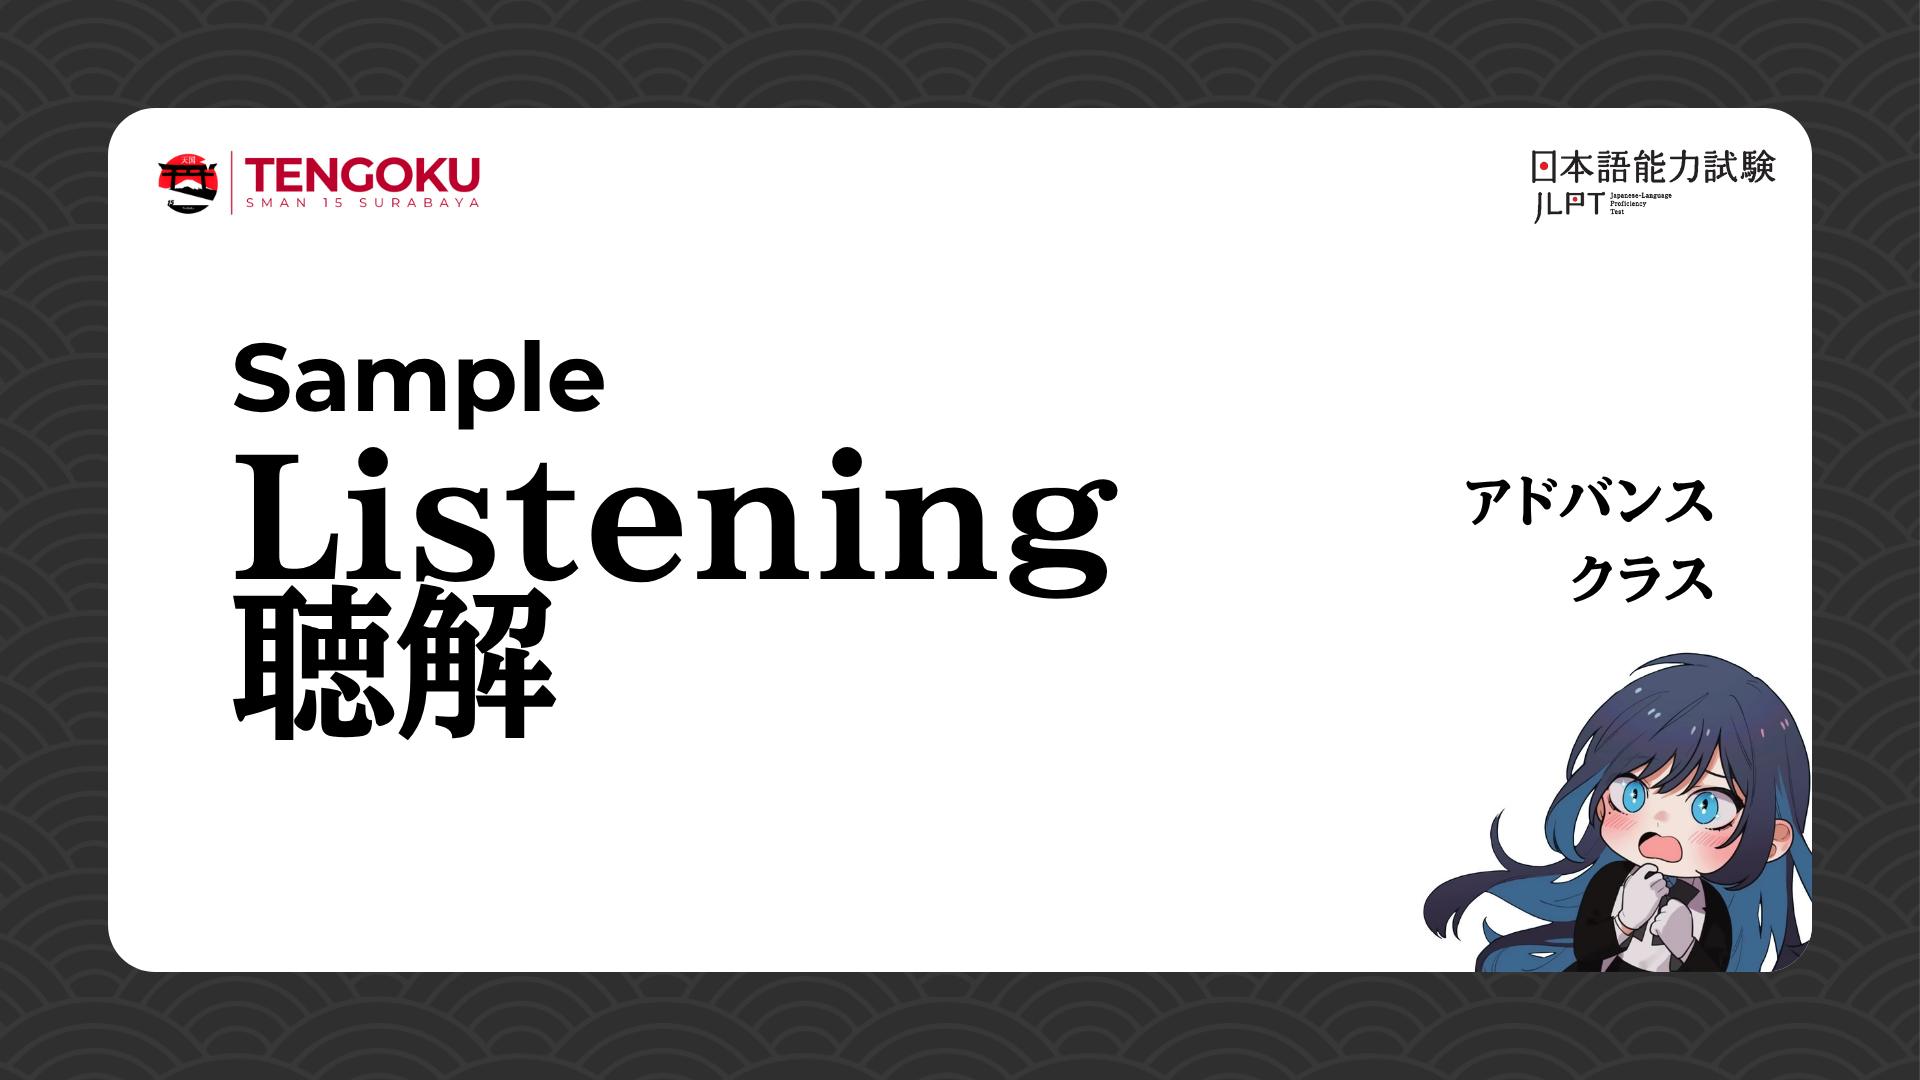 天国
15
TENGOKU
SMAN 15 SURABAYA
日本語能力試験
JLPT
Japanese-Language
Proficiency
Test
Sample
Listening
聴解
アドバンス
クラス